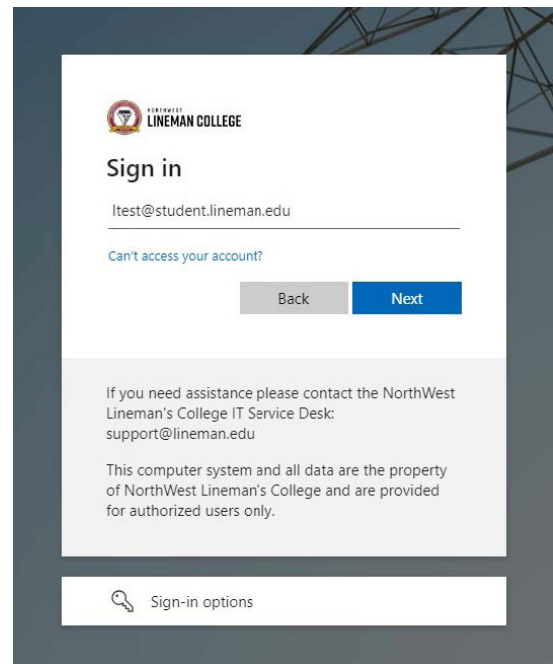 NORTHWEST
LINEMAN COLLEGE
Sign in
ltest@student.lineman.edu
Can't access your account?
Back
Next
If you need assistance please contact the NorthWest
Lineman's College IT Service Desk:
support@lineman.edu
This computer system and all data are the property
of NorthWest Lineman's College and are provided
for authorized users only.
Sign-in options